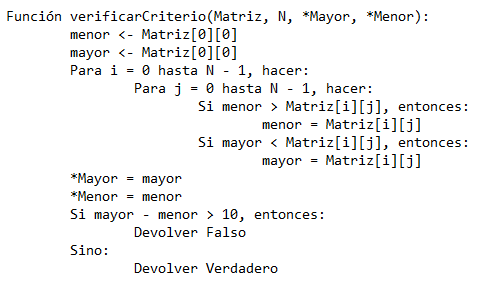 Función verificarCriterio(Matriz, N, *Mayor, *Menor):
menor <- Matriz[0][0]
mayor <- Matriz[0][0]
Para i = 0 hasta N - 1, hacer:
Para j = 0 hasta N - 1, hacer:
Si menor > Matriz[i][j], entonces:
menor = Matriz[i][j]
Si mayor < Matriz[i][j], entonces:
mayor = Matriz[i][j]
*Mayor = mayor
*Menor = menor
Si mayor - menor > 10, entonces:
Devolver Falso
Sino:
Devolver Verdadero